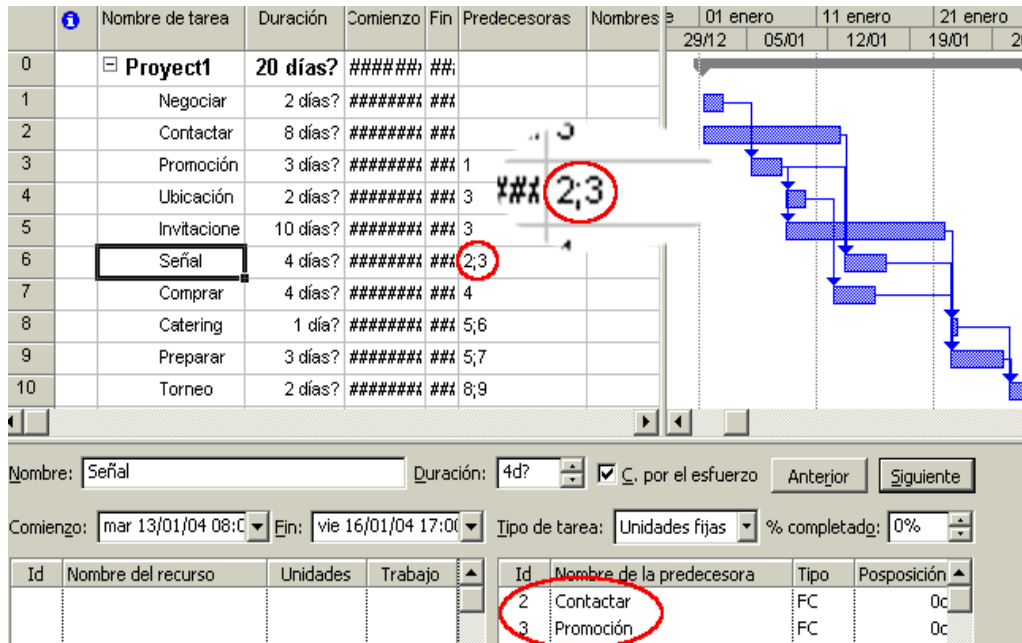 Nombre de tarea Duración Comienzo Fin Predecesoras Nombres 01 enero 11 enero 21 enero
29/12 05/01 12/01 19/01
0 Proyect1 20 días? ####### ##
1 Negociar 2 días? ######## ###
2 Contactar 8 días? ######## ###
3 Promoción 3 días? ######## ### 1
4 Ubicación 2 días? ######## ### 3
### 2;3
5 Invitacione 10 días? ######## ### 3
6 Señal 4 días? ######## ### 2;3
7 Comprar 4 días? ######## ### 4
8 Catering 1 día? ######## ### 5;6
9 Preparar 3 días? ######## ### 5;7
10 Torneo 2 días? ######## ### 8;9
Nombre: Señal Duración: 4d? C. por el esfuerzo Anterior Siguiente
Comienzo: mar 13/01/04 08:0 Fin: vie 16/01/04 17:00 Tipo de tarea: Unidades fijas % completado: 0%
Id Nombre del recurso Unidades Trabajo Id Nombre de la predecesora Tipo Posposición
2 Contactar FC 0d
3 Promoción FC 0d